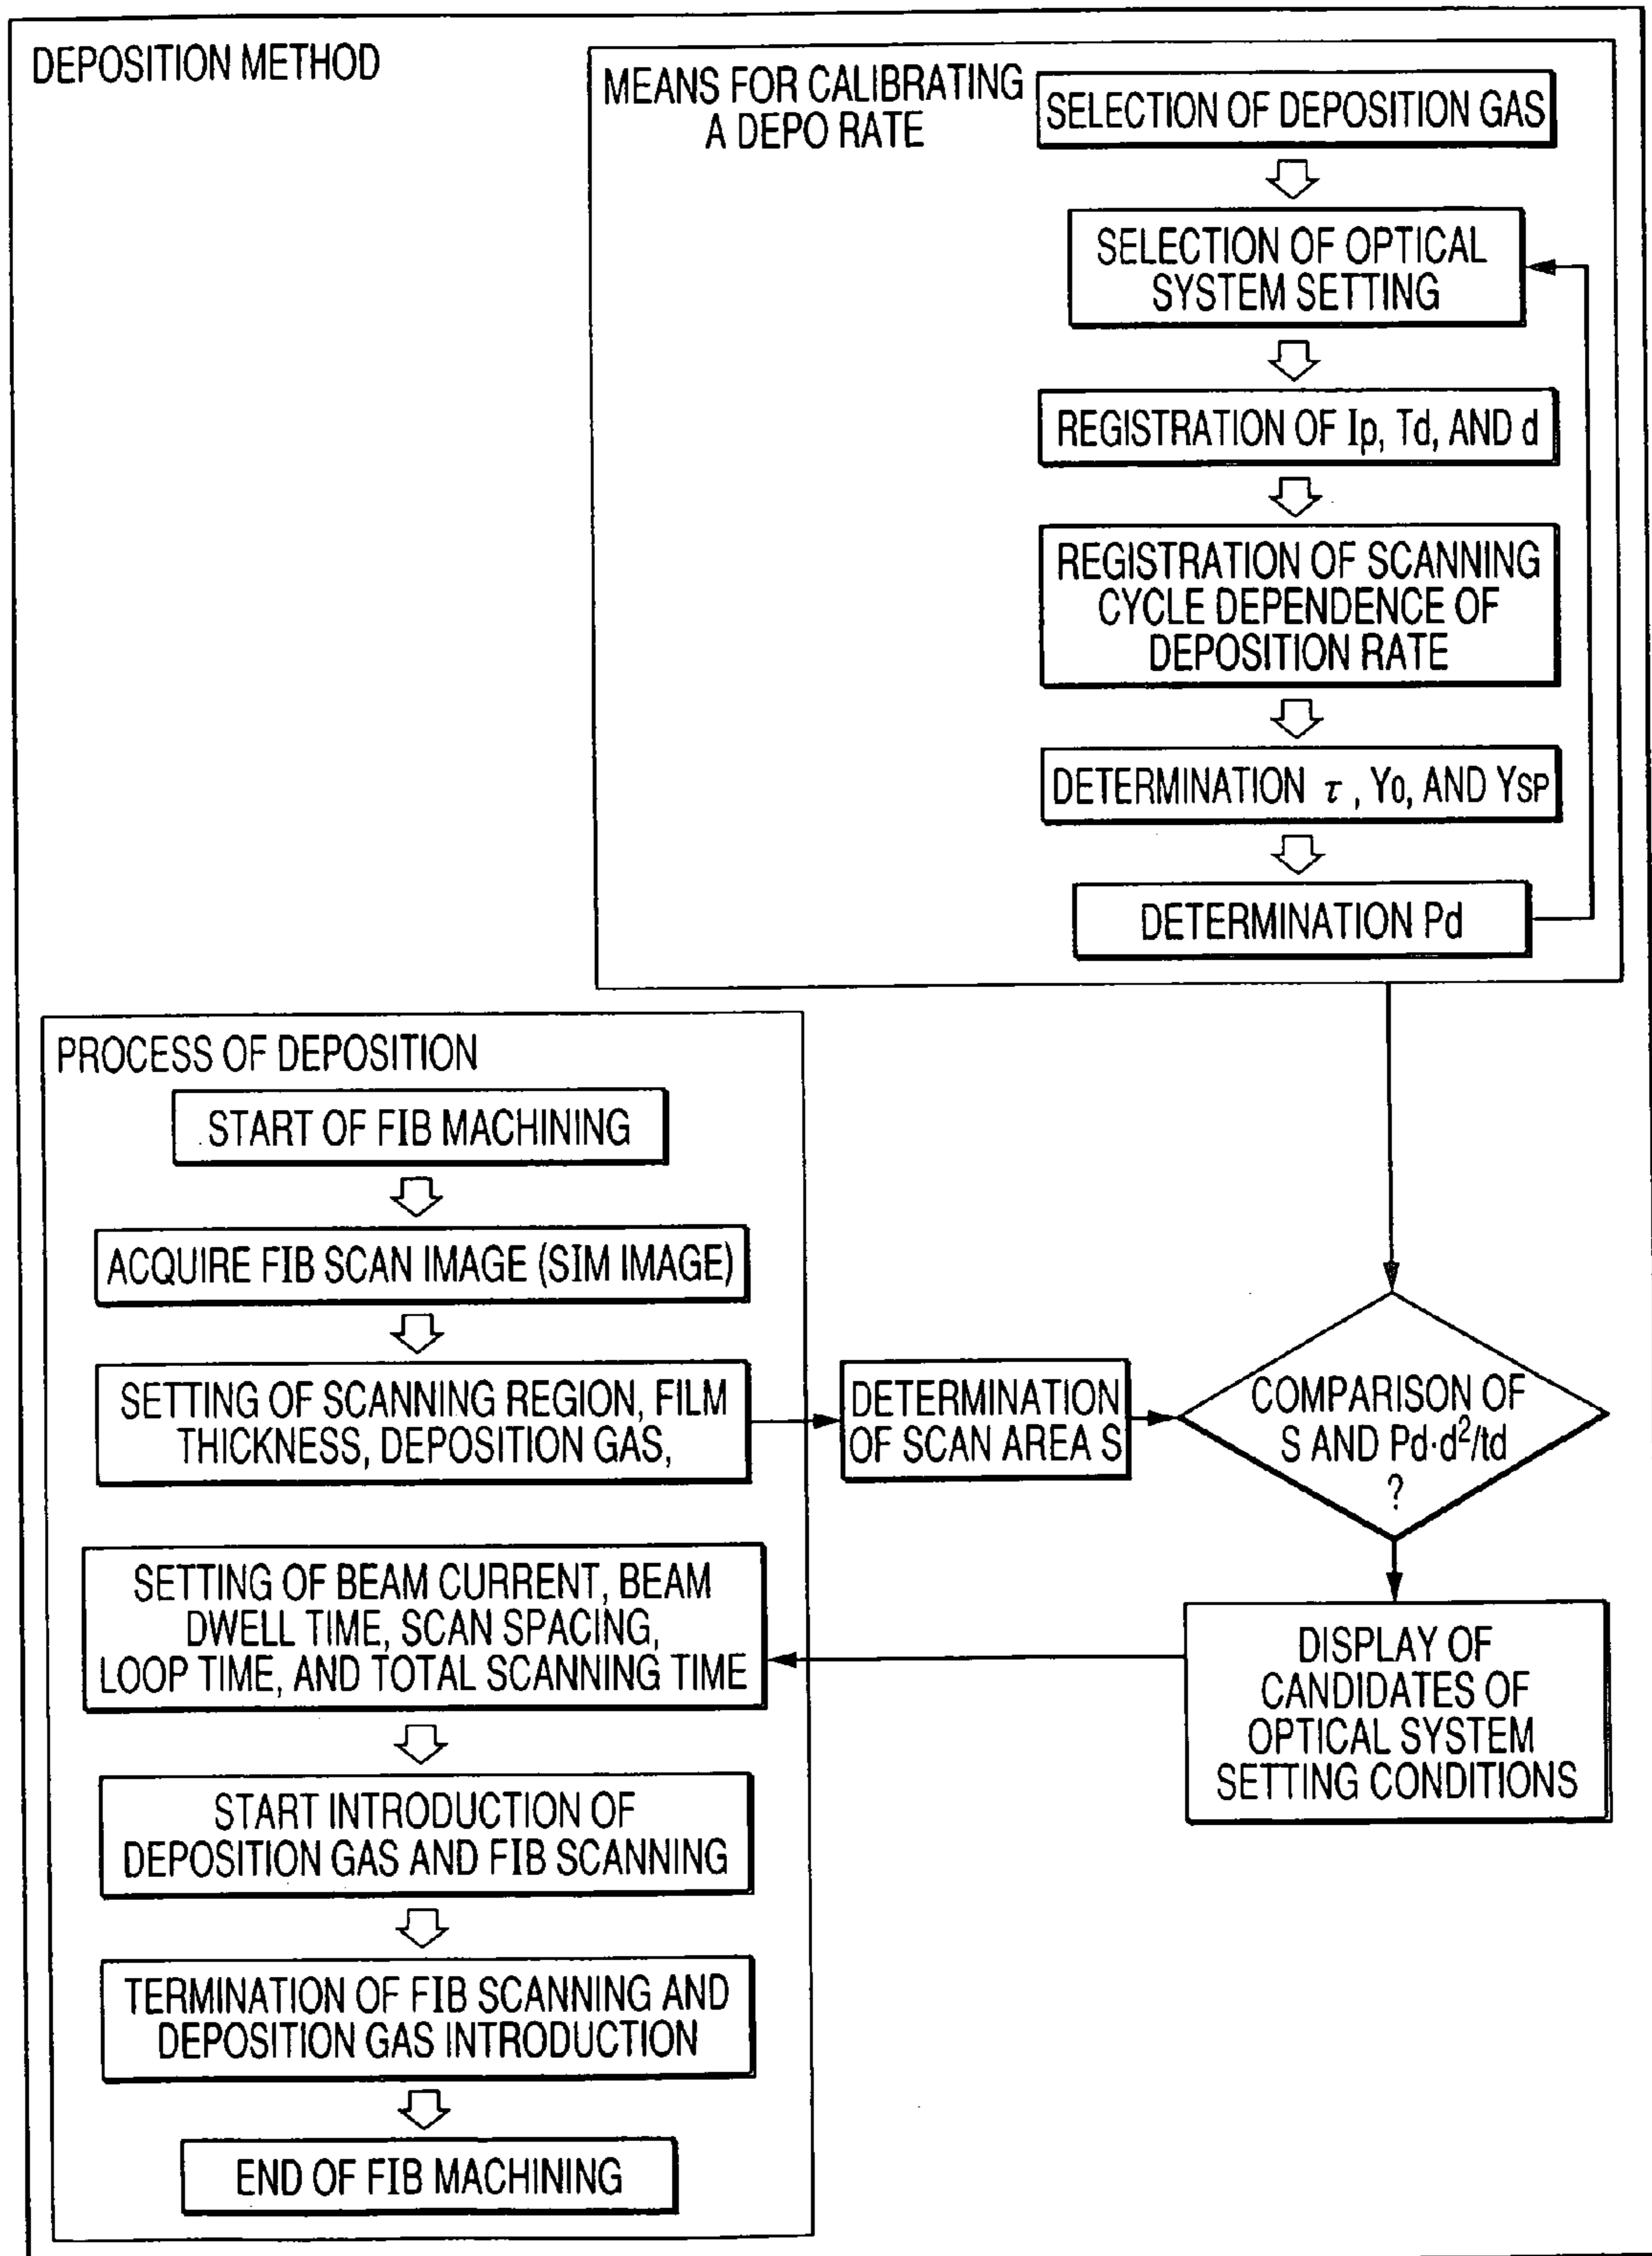 DEPOSITION METHOD
MEANS FOR CALIBRATING
A DEPO RATE
SELECTION OF DEPOSITION GAS
SELECTION OF OPTICAL
SYSTEM SETTING
REGISTRATION OF Ip, Td, AND d
REGISTRATION OF SCANNING
CYCLE DEPENDENCE OF
DEPOSITION RATE
DETERMINATION τ, Y0, AND YSP
DETERMINATION Pd
PROCESS OF DEPOSITION
START OF FIB MACHINING
ACQUIRE FIB SCAN IMAGE (SIM IMAGE)
SETTING OF SCANNING REGION, FILM
THICKNESS, DEPOSITION GAS,
DETERMINATION
OF SCAN AREA S
COMPARISON OF
S AND Pd·d²/td
?
DISPLAY OF
CANDIDATES OF
OPTICAL SYSTEM
SETTING CONDITIONS
SETTING OF BEAM CURRENT, BEAM
DWELL TIME, SCAN SPACING,
LOOP TIME, AND TOTAL SCANNING TIME
START INTRODUCTION OF
DEPOSITION GAS AND FIB SCANNING
TERMINATION OF FIB SCANNING AND
DEPOSITION GAS INTRODUCTION
END OF FIB MACHINING